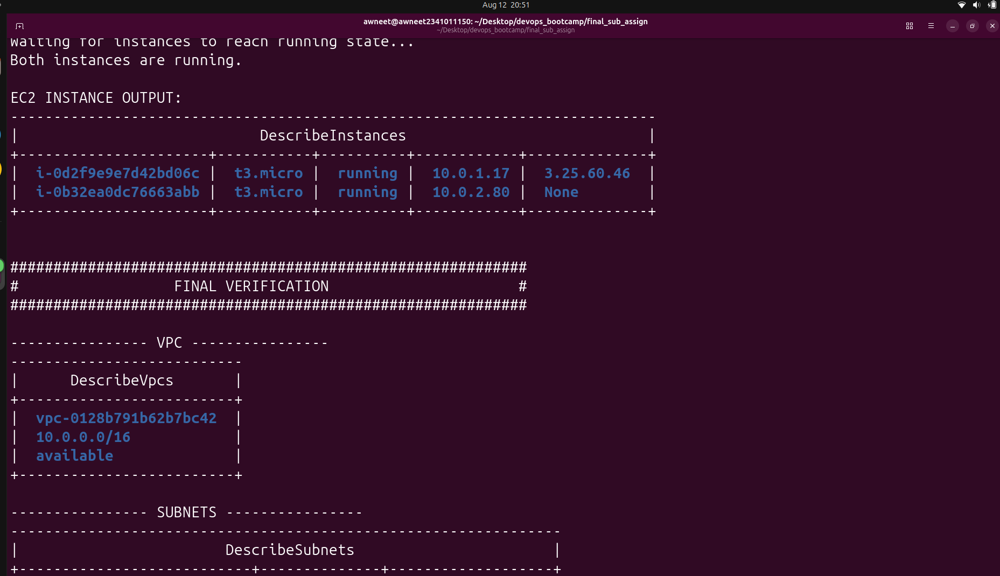 Aug 12 20:51
awneet@awneet2341011150: ~/Desktop/devops_bootcamp/final_sub_assign
~/Desktop/devops_bootcamp/final_sub_assign
Waiting for instances to reach running state...
Both instances are running.
EC2 INSTANCE OUTPUT:
---------------------------------------------------------------------------
|                            DescribeInstances                            |
+----------------------+-----------+----------+------------+--------------+
|  i-0d2f9e9e7d42bd06c |  t3.micro |  running |  10.0.1.17 |  3.25.60.46  |
|  i-0b32ea0dc76663abb |  t3.micro |  running |  10.0.2.80 |  None        |
+----------------------+-----------+----------+------------+--------------+
############################################################
#                  FINAL VERIFICATION                      #
############################################################
---------------- VPC ----------------
---------------------------
|      DescribeVpcs       |
+-------------------------+
|  vpc-0128b791b62b7bc42  |
|  10.0.0.0/16            |
|  available              |
+-------------------------+
---------------- SUBNETS ----------------
----------------------------------------------------------------
|                        DescribeSubnets                       |
+---------------------------+--------------+-------------------+